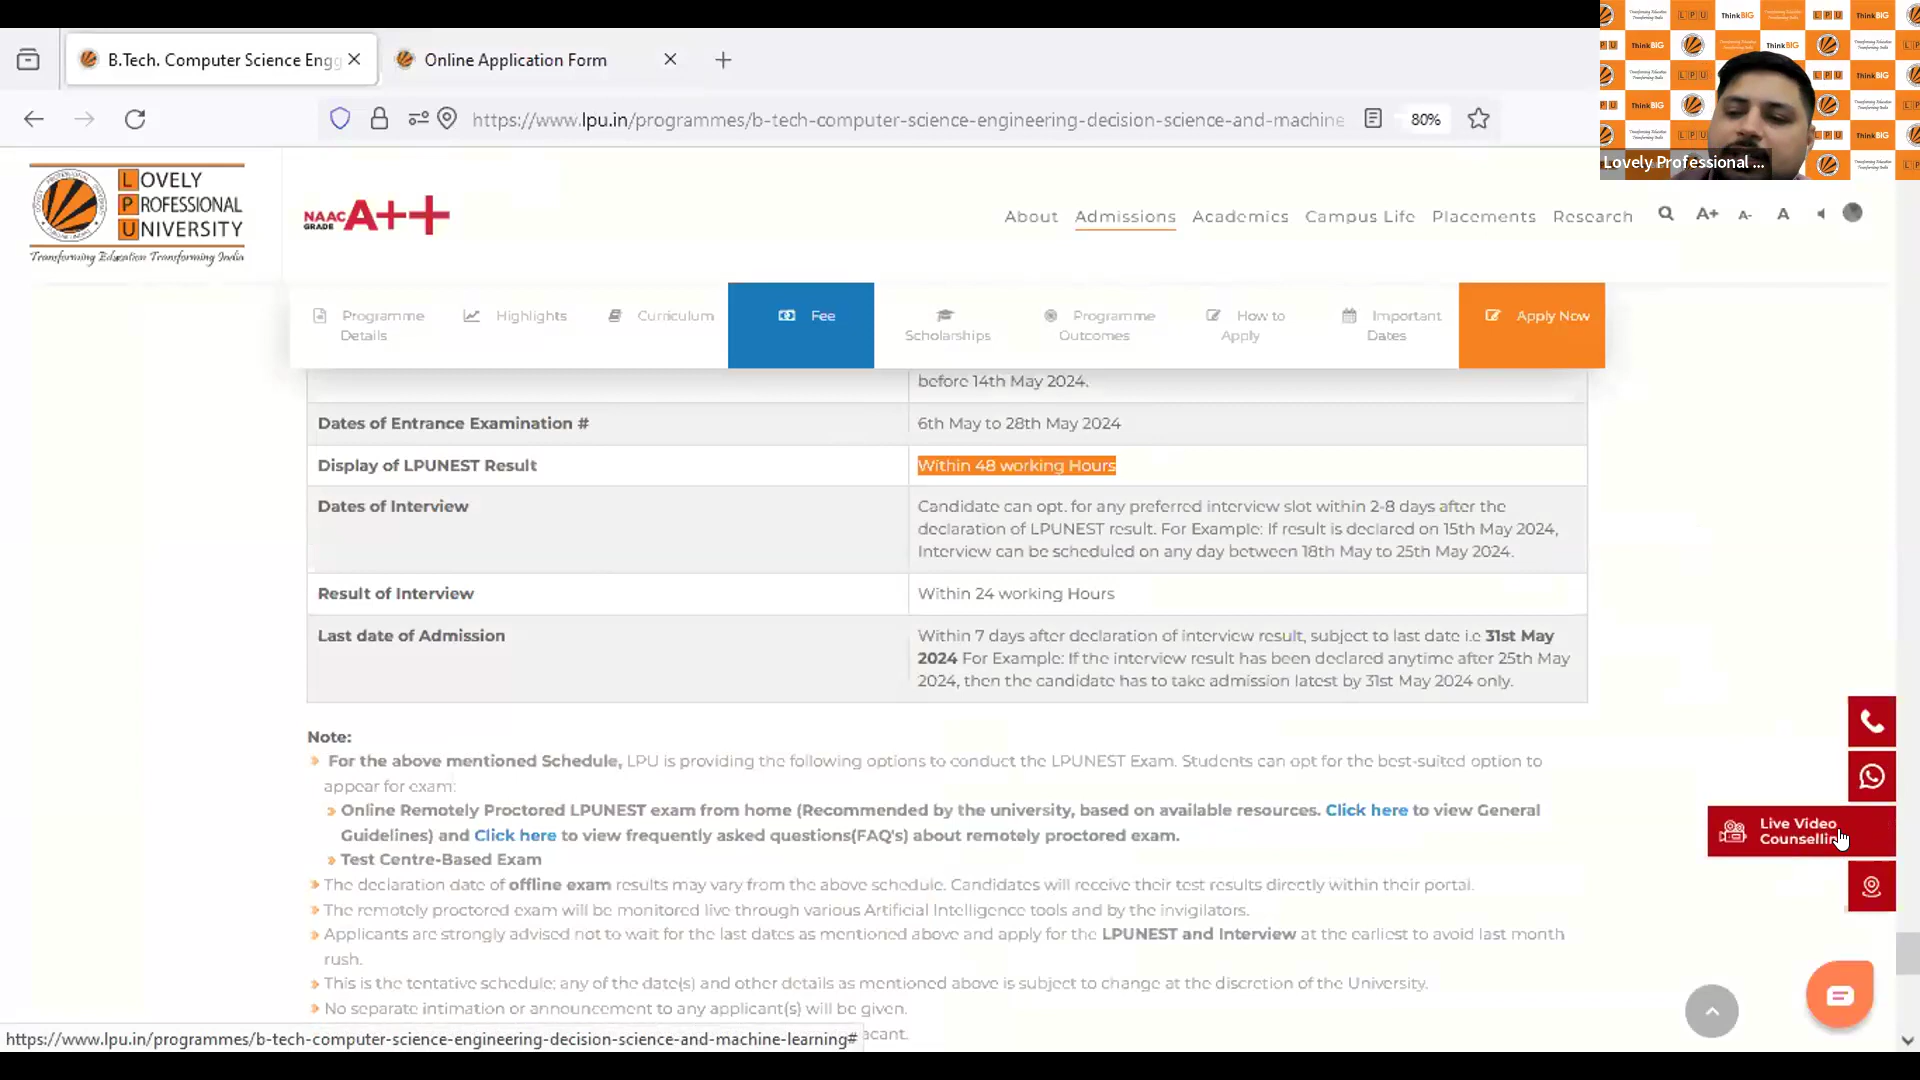 B.Tech. Computer Science Engg
Online Application Form
https://www.lpu.in/programmes/b-tech-computer-science-engineering-decision-science-and-machine
80%
Lovely Professional ...
LOVELY
PROFESSIONAL
UNIVERSITY
Transforming Education Transforming India
NAAC
GRADE
A++
About
Admissions
Academics
Campus Life
Placements
Research
A+
A-
A
Programme
Details
Highlights
Curriculum
Fee
Scholarships
Programme
Outcomes
How to
Apply
Important
Dates
Apply Now
before 14th May 2024.
Dates of Entrance Examination #
6th May to 28th May 2024
Display of LPUNEST Result
Within 48 working Hours
Dates of Interview
Candidate can opt. for any preferred interview slot within 2-8 days after the
declaration of LPUNEST result. For Example: If result is declared on 15th May 2024,
Interview can be scheduled on any day between 18th May to 25th May 2024.
Result of Interview
Within 24 working Hours
Last date of Admission
Within 7 days after declaration of interview result, subject to last date i.e 31st May
2024 For Example: If the interview result has been declared anytime after 25th May
2024, then the candidate has to take admission latest by 31st May 2024 only.
Note:
For the above mentioned Schedule, LPU is providing the following options to conduct the LPUNEST Exam. Students can opt for the best-suited option to
appear for exam:
Online Remotely Proctored LPUNEST exam from home (Recommended by the university, based on available resources. Click here to view General
Guidelines) and Click here to view frequently asked questions(FAQ's) about remotely proctored exam.
Test Centre-Based Exam
The declaration date of offline exam results may vary from the above schedule. Candidates will receive their test results directly within their portal.
The remotely proctored exam will be monitored live through various Artificial Intelligence tools and by the invigilators.
Applicants are strongly advised not to wait for the last dates as mentioned above and apply for the LPUNEST and Interview at the earliest to avoid last month
rush.
This is the tentative schedule; any of the date(s) and other details as mentioned above is subject to change at the discretion of the University.
No separate intimation or announcement to any applicant(s) will be given.
acant.
Live Video
Counselling
https://www.lpu.in/programmes/b-tech-computer-science-engineering-decision-science-and-machine-learning#